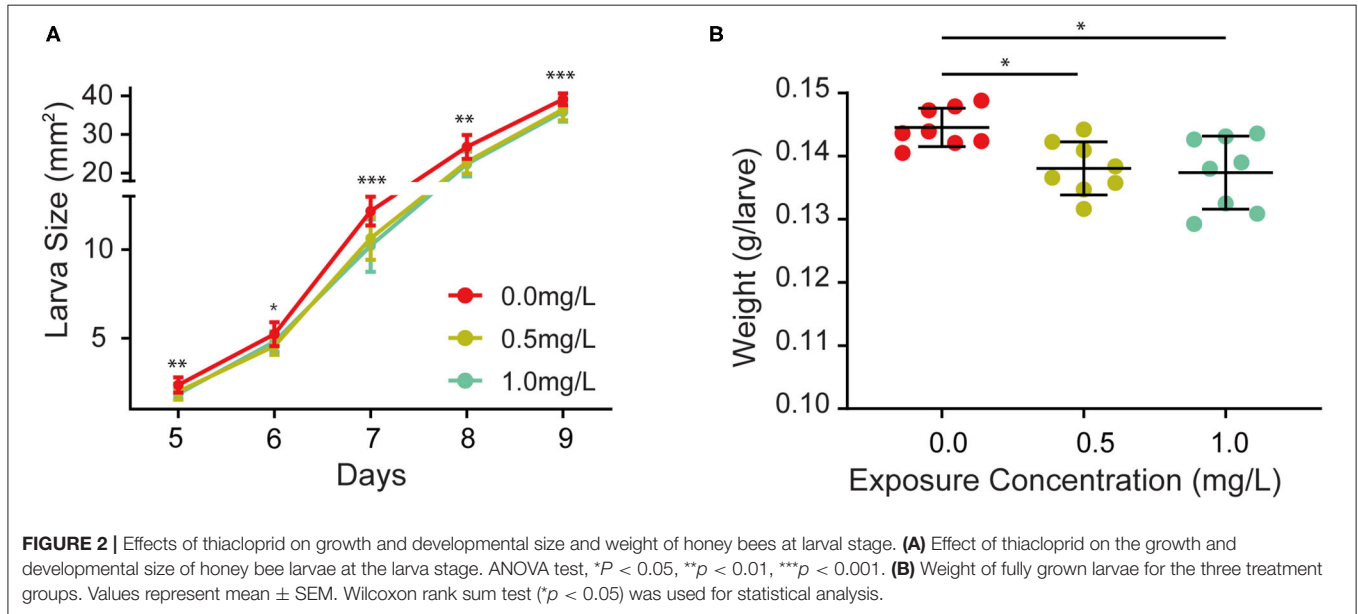 A
B
Larva Size (mm²)
40
30
20
10
5
**
*
***
**
***
0.0mg/L
0.5mg/L
1.0mg/L
5 6 7 8 9
Days
*
*
Weight (g/larve)
0.15
0.14
0.13
0.12
0.11
0.10
0.0 0.5 1.0
Exposure Concentration (mg/L)
FIGURE 2 | Effects of thiacloprid on growth and developmental size and weight of honey bees at larval stage. (A) Effect of thiacloprid on the growth and
developmental size of honey bee larvae at the larva stage. ANOVA test, *P < 0.05, **p < 0.01, ***p < 0.001. (B) Weight of fully grown larvae for the three treatment
groups. Values represent mean ± SEM. Wilcoxon rank sum test (*p < 0.05) was used for statistical analysis.